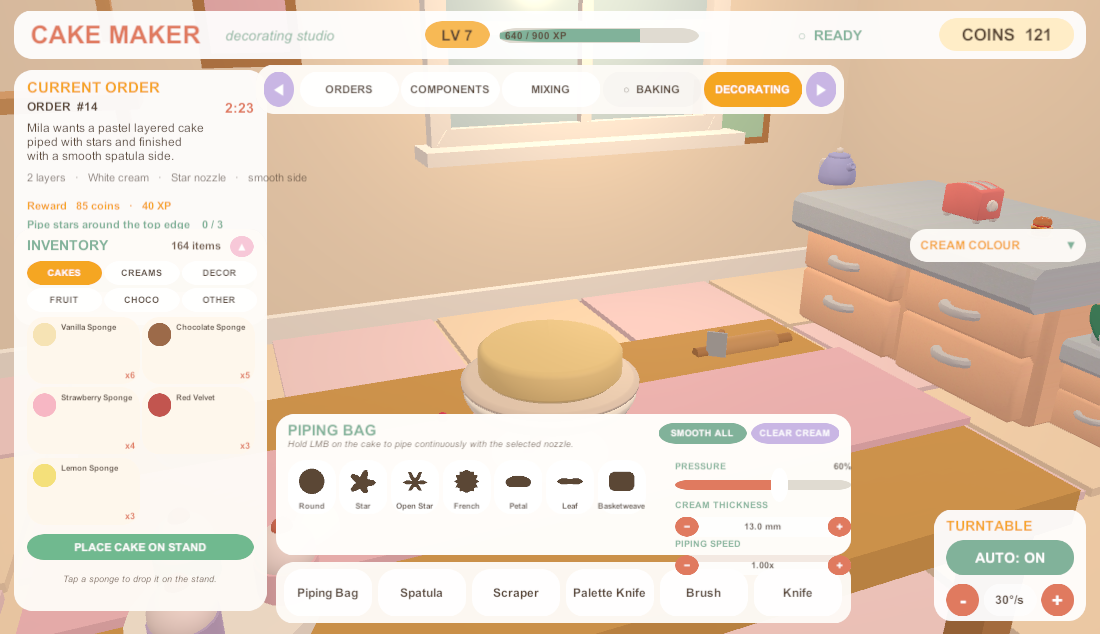 CAKE MAKER
decorating studio
LV 7
640 / 900 XP
READY
COINS 121
ORDERS
COMPONENTS
MIXING
BAKING
DECORATING
CURRENT ORDER
ORDER #14
2:23
Mila wants a pastel layered cake
piped with stars and finished
with a smooth spatula side.
2 layers · White cream · Star nozzle · smooth side
Reward 85 coins · 40 XP
Pipe stars around the top edge 0 / 3
INVENTORY
164 items
CAKES
CREAMS
DECOR
FRUIT
CHOCO
OTHER
Vanilla Sponge
x6
Chocolate Sponge
x5
Strawberry Sponge
x4
Red Velvet
x3
Lemon Sponge
x3
PLACE CAKE ON STAND
Tap a sponge to drop it on the stand.
CREAM COLOUR
PIPING BAG
Hold LMB on the cake to pipe continuously with the selected nozzle.
SMOOTH ALL
CLEAR CREAM
Round
Star
Open Star
French
Petal
Leaf
Basketweave
PRESSURE
60%
CREAM THICKNESS
- 13.0 mm +
PIPING SPEED
- 1.00x +
Piping Bag
Spatula
Scraper
Palette Knife
Brush
Knife
TURNTABLE
AUTO: ON
- 30°/s +